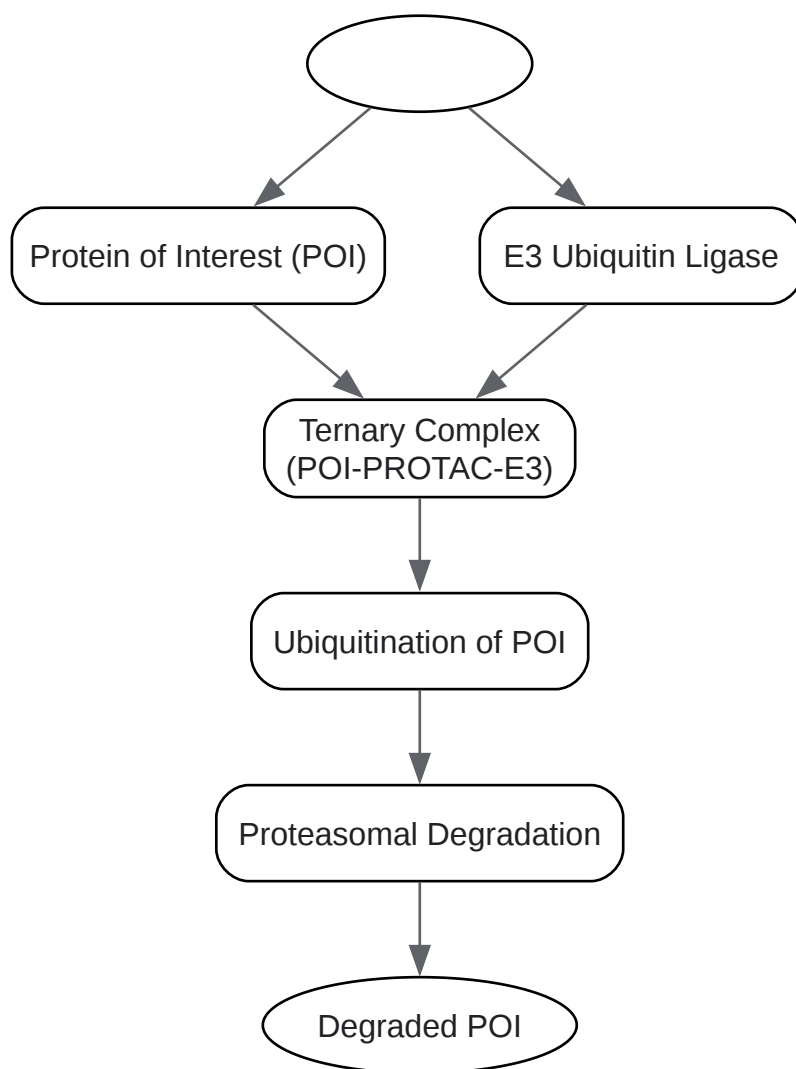 Protein of Interest (POI)
E3 Ubiquitin Ligase
Ternary Complex
(POI-PROTAC-E3)
Ubiquitination of POI
Proteasomal Degradation
Degraded POI